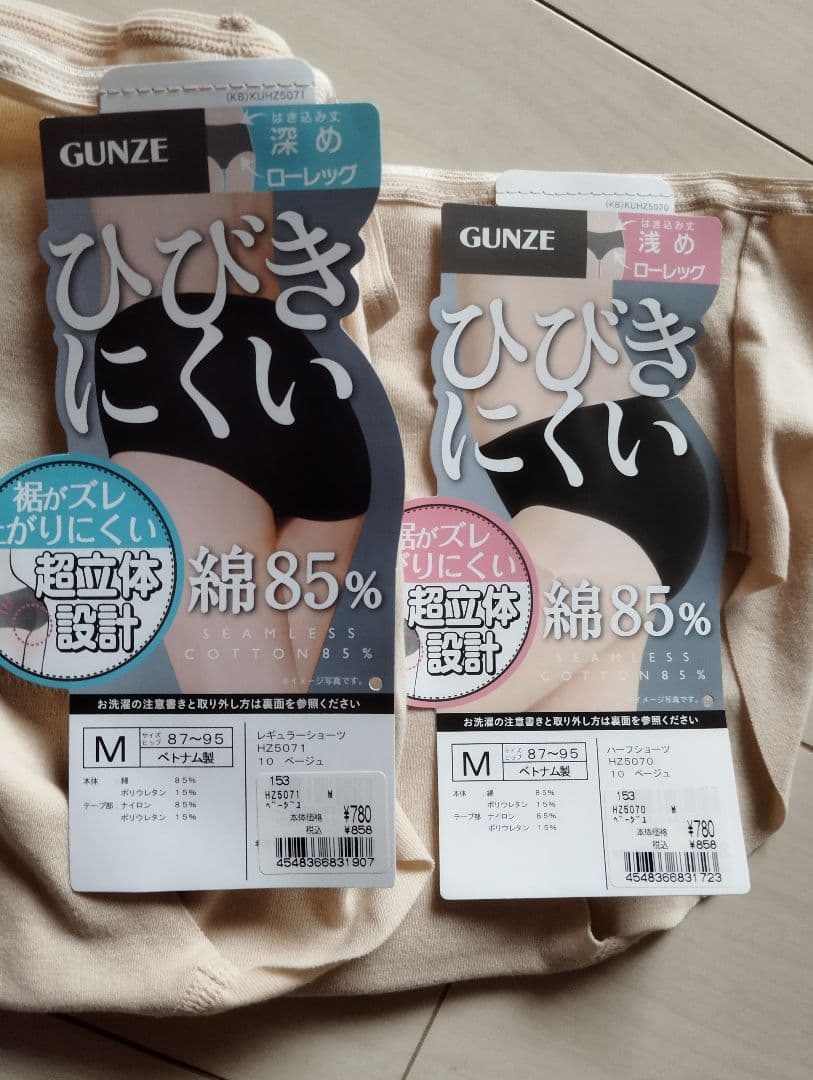 (KB)KUHZ5071
GUNZE
はき込み丈
深め
ローレッグ
ひびき
にくい
裾がズレ
がりにくい
超立体
設計
綿85%
SEAMLESS
COTTON85%
※イメージ写真です。
お洗濯の注意書きと取り外し方は裏面を参照ください
M
サイズ
ヒップ
87～95
ベトナム製
レギュラーショーツ
HZ5071
10 ベージュ
本体 綿 85%
ポリウレタン 15%
テープ部 ナイロン 85%
ポリウレタン 15%
153
HZ5071 M
ﾍﾞｰｼﾞｭ
本体価格 ¥780
税込 ¥858
4548366831907
(KB)KUHZ5070
GUNZE
はき込み丈
浅め
ローレッグ
ひびき
にくい
裾がズレ
がりにくい
超立体
設計
綿85%
SEAMLESS
COTTON85%
イメージ写真です。
お洗濯の注意書きと取り外し方は裏面を参照ください
M
サイズ
ヒップ
87～95
ベトナム製
ハーフショーツ
HZ5070
10 ベージュ
本体 綿 85%
ポリウレタン 15%
テープ部 ナイロン 85%
ポリウレタン 15%
153
HZ5070 M
ﾍﾞｰｼﾞｭ
本体価格 ¥780
税込 ¥858
4548366831723